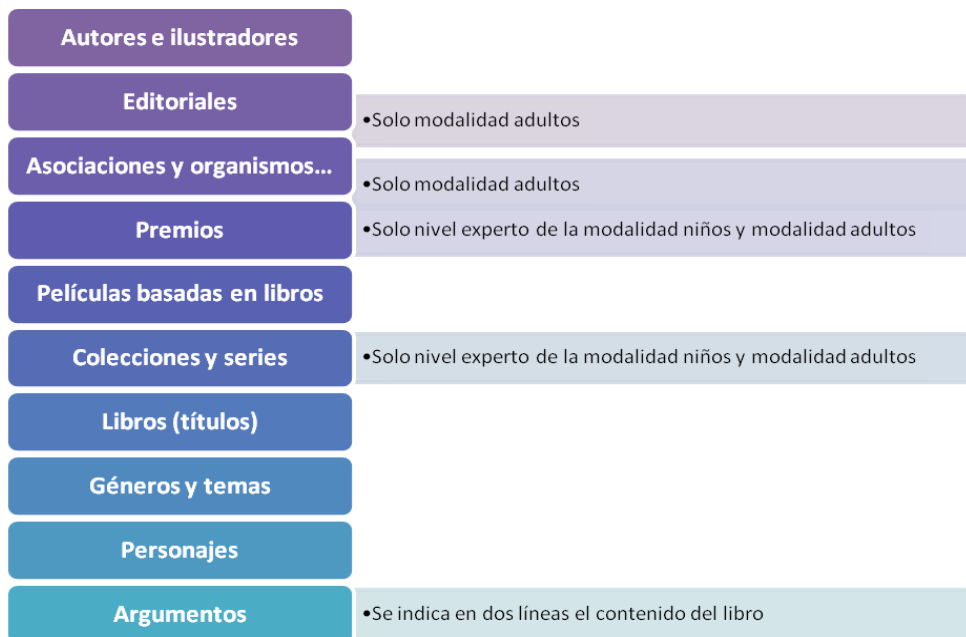 Autores e ilustradores
Editoriales
•Solo modalidad adultos
Asociaciones y organismos...
•Solo modalidad adultos
Premios
•Solo nivel experto de la modalidad niños y modalidad adultos
Películas basadas en libros
Colecciones y series
•Solo nivel experto de la modalidad niños y modalidad adultos
Libros (títulos)
Géneros y temas
Personajes
Argumentos
•Se indica en dos líneas el contenido del libro